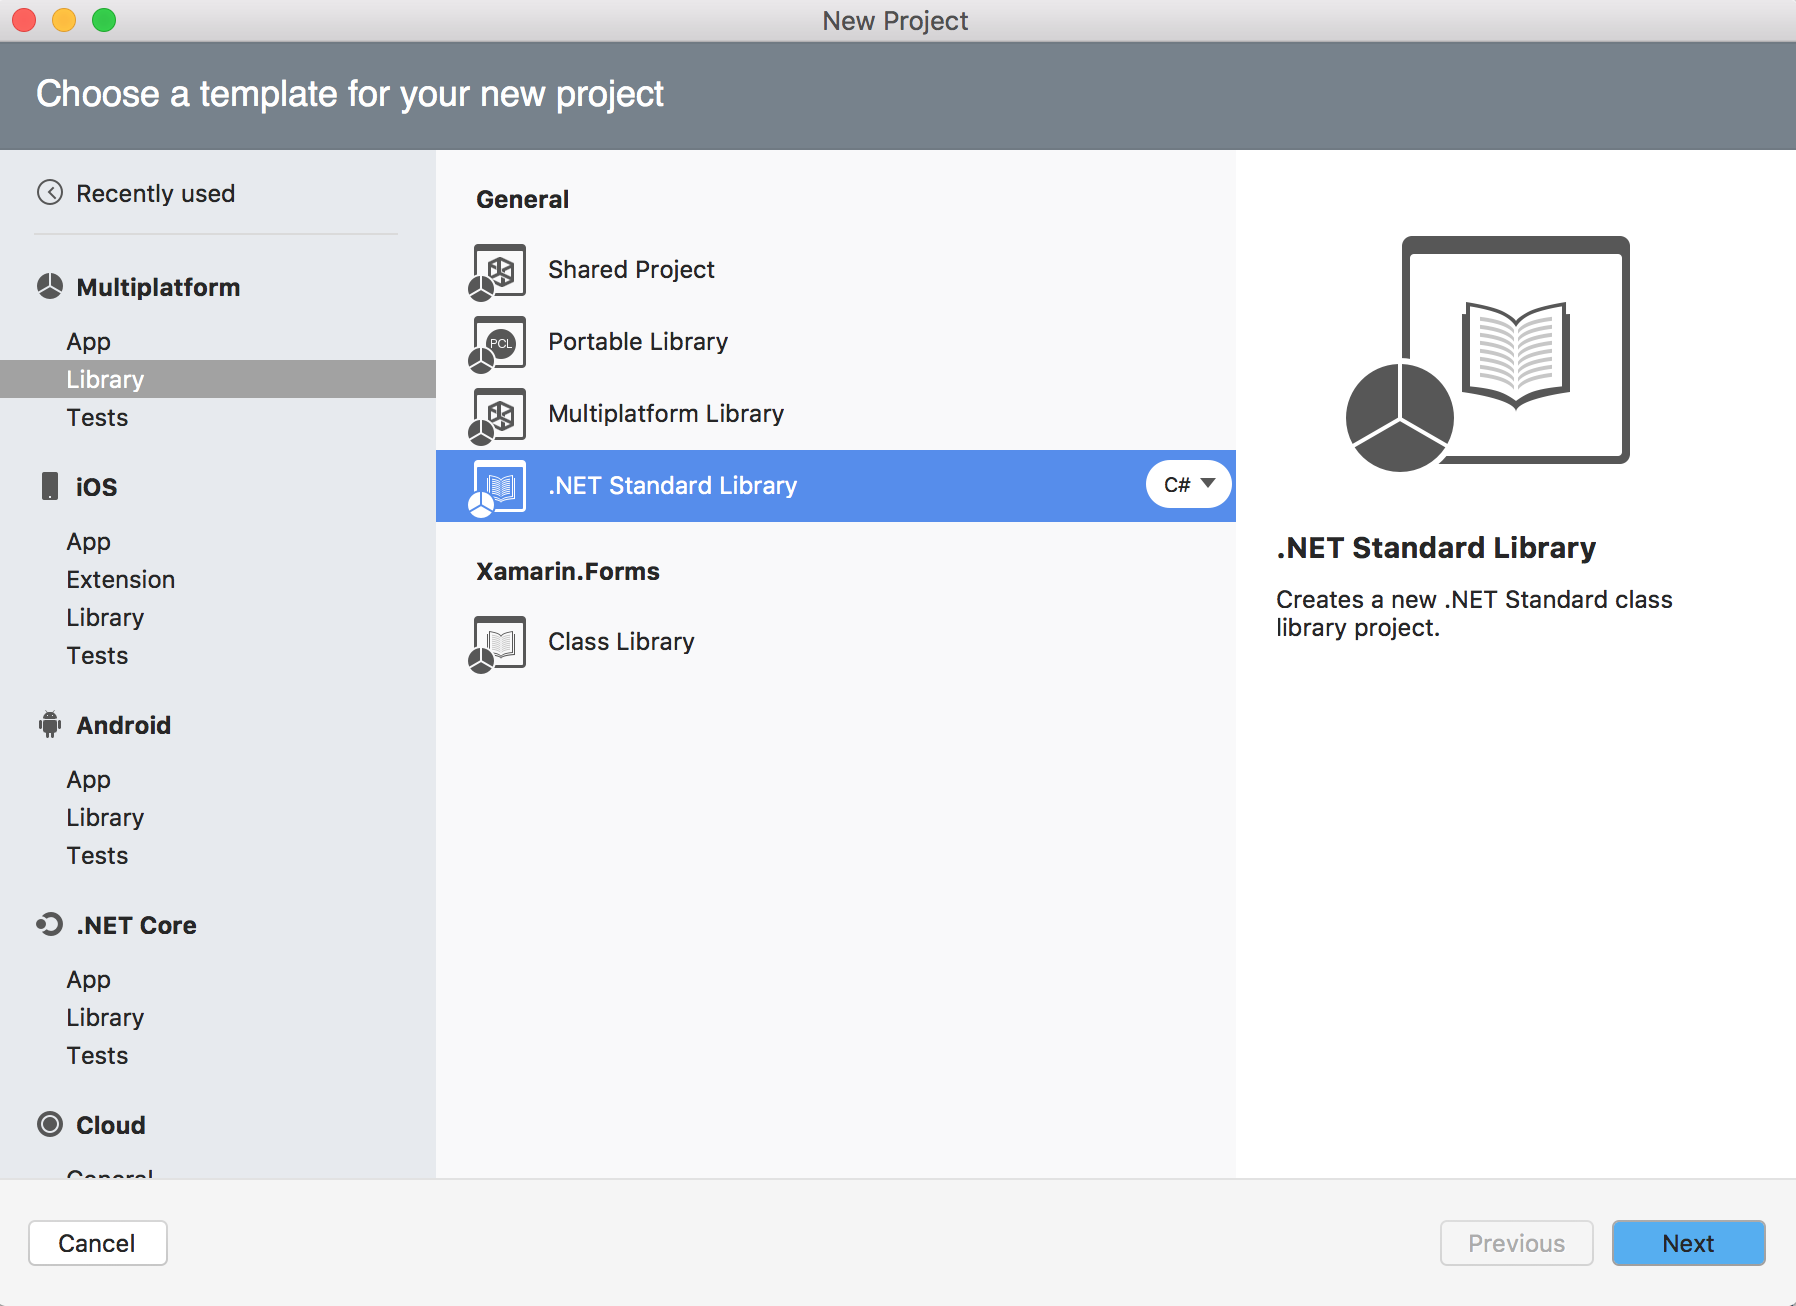 New Project
Choose a template for your new project
Recently used
Multiplatform
App
Library
Tests
iOS
App
Extension
Library
Tests
Android
App
Library
Tests
.NET Core
App
Library
Tests
Cloud
General
General
Shared Project
PCL
Portable Library
Multiplatform Library
.NET Standard Library
C#
Xamarin.Forms
Class Library
.NET Standard Library
Creates a new .NET Standard class
library project.
Cancel
Previous
Next